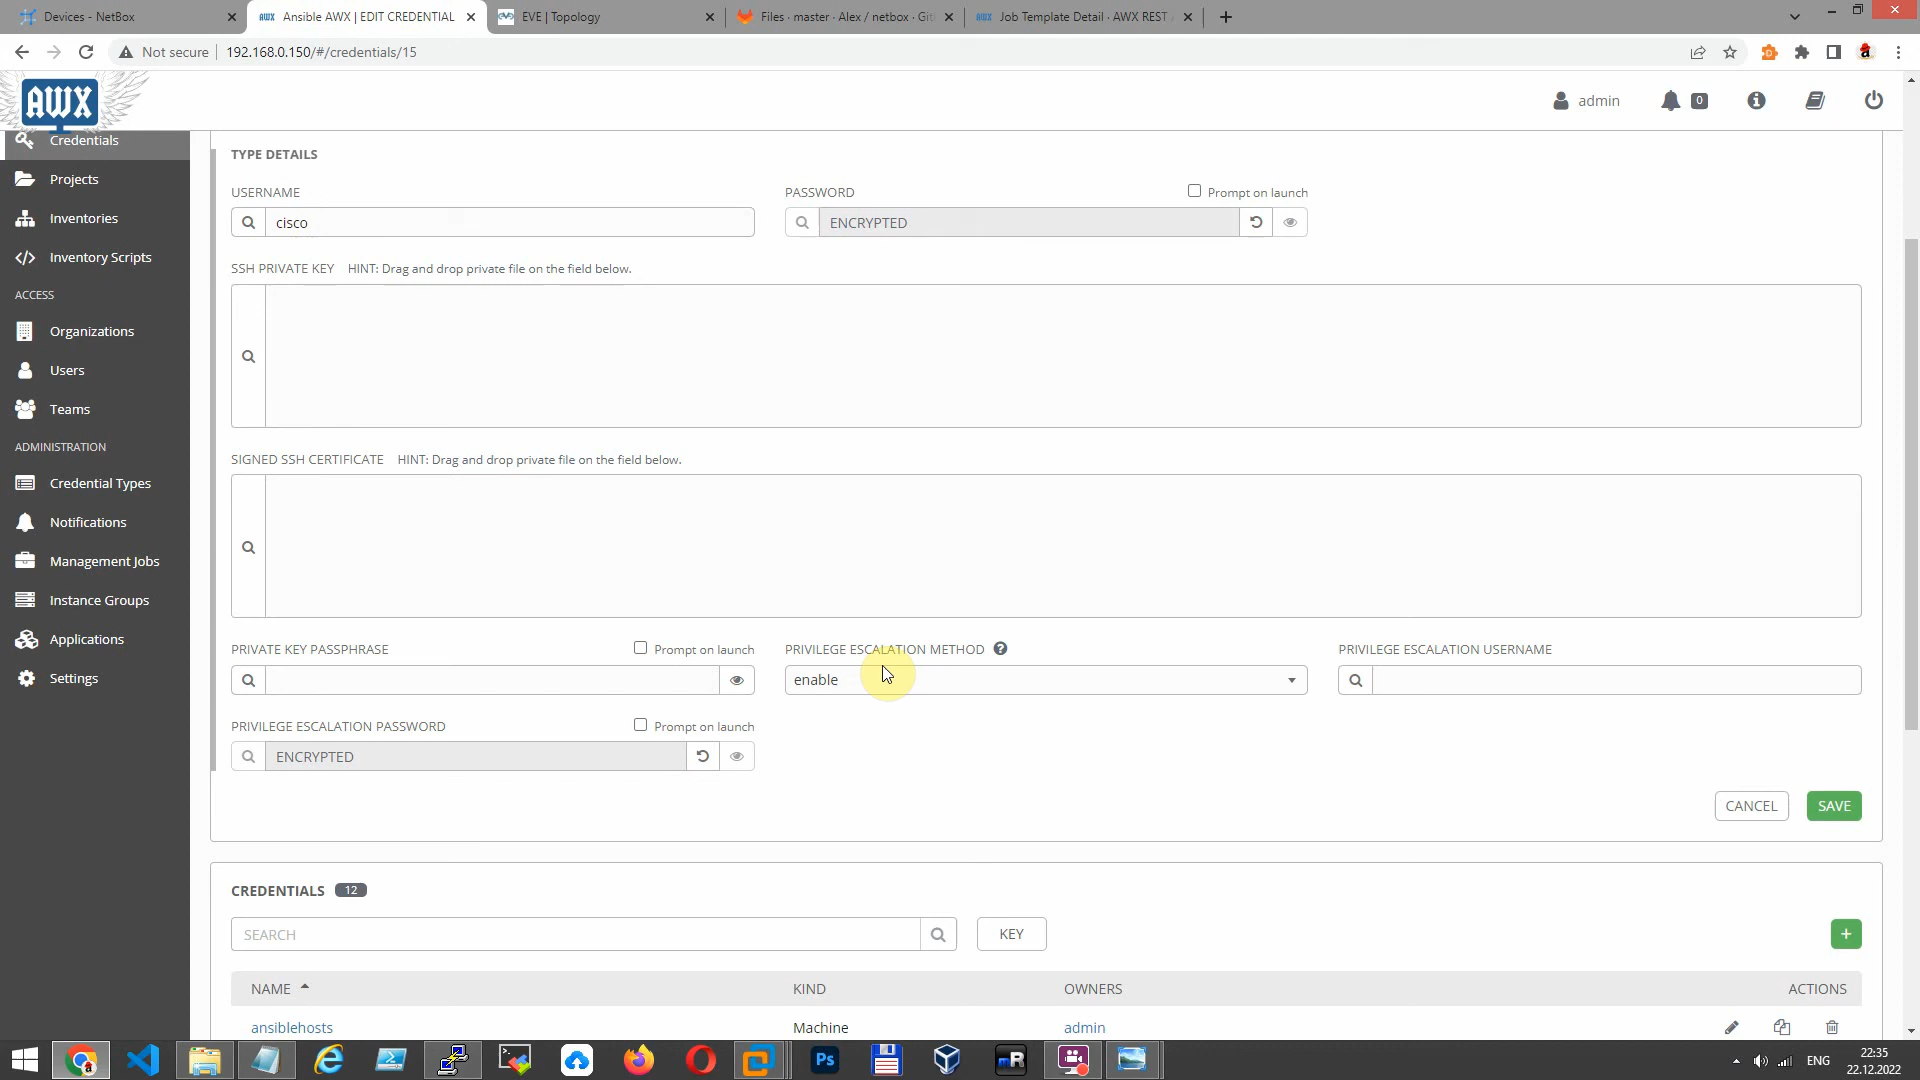 Devices - NetBox
AWX Ansible AWX | EDIT CREDENTIAL
EVE | Topology
Files · master · Alex / netbox · Git
AWX Job Template Detail · AWX REST
Not secure 192.168.0.150/#/credentials/15
AWX
admin 0
Credentials
Projects
Inventories
Inventory Scripts
ACCESS
Organizations
Users
Teams
ADMINISTRATION
Credential Types
Notifications
Management Jobs
Instance Groups
Applications
Settings
TYPE DETAILS
USERNAME
cisco
PASSWORD
Prompt on launch
ENCRYPTED
SSH PRIVATE KEY HINT: Drag and drop private file on the field below.
SIGNED SSH CERTIFICATE HINT: Drag and drop private file on the field below.
PRIVATE KEY PASSPHRASE
Prompt on launch
PRIVILEGE ESCALATION METHOD
enable
PRIVILEGE ESCALATION USERNAME
PRIVILEGE ESCALATION PASSWORD
Prompt on launch
ENCRYPTED
CANCEL
SAVE
CREDENTIALS 12
SEARCH
KEY
+
NAME KIND OWNERS ACTIONS
ansiblehosts Machine admin
Ps
mR
ENG
22:35
22.12.2022